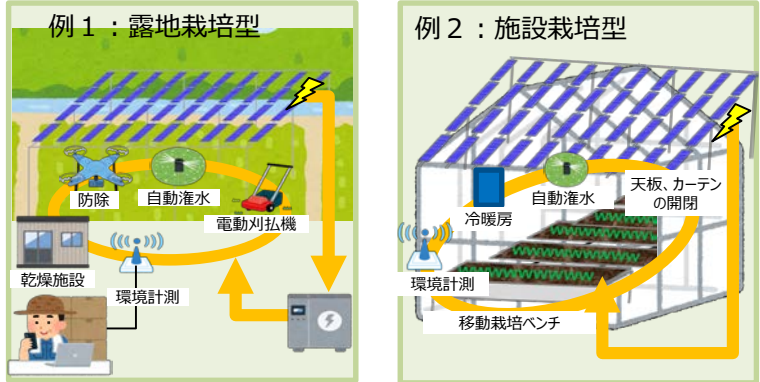 例１：露地栽培型
防除
自動潅水
電動刈払機
乾燥施設
環境計測
例２：施設栽培型
冷暖房
自動潅水
天板、カーテン
の開閉
環境計測
移動栽培ベンチ